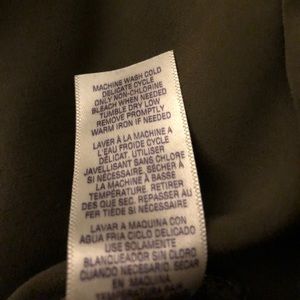 MACHINE WASH COLD
DELICATE CYCLE
ONLY NON-CHLORINE
BLEACH WHEN NEEDED
TUMBLE DRY LOW
REMOVE PROMPTLY
WARM IRON IF NEEDED
LAVER À LA MACHINE A
L'EAU FROIDE CYCLE
DÉLICAT. UTILISER
JAVELLISANT SANS CHLORE
SI NÉCESSAIRE. SÉCHER À
LA MACHINE À BASSE
TEMPÉRATURE. RETIRER
DES QUE SEC. REPASSER AU
FER TIÈDE SI NÉCESSAIRE
LAVAR A MAQUINA CON
AGUA FRIA CICLO DELICADO
USE SOLAMENTE
BLANQUEADOR SIN CLORO
CUANDO NECESARIO. SECAR
EN MAQUINA